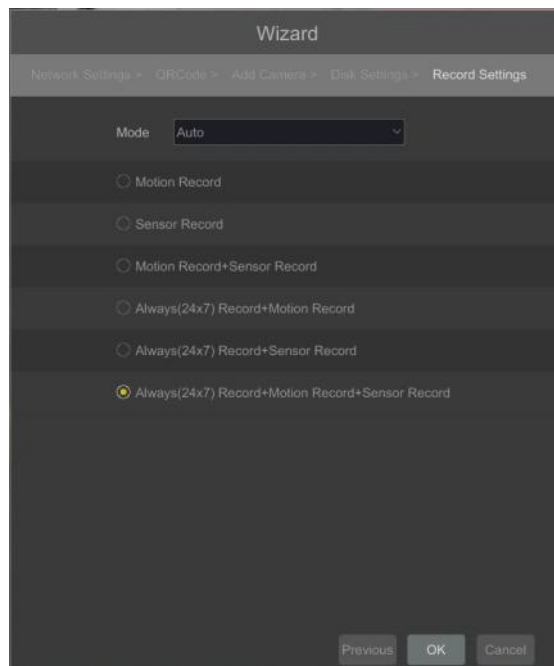 Wizard
Network Settings > QRCode > Add Camera > Disk Settings > Record Settings
Mode Auto
Motion Record
Sensor Record
Motion Record+Sensor Record
Always(24x7) Record+Motion Record
Always(24x7) Record+Sensor Record
Always(24x7) Record+Motion Record+Sensor Record
Previous OK Cancel